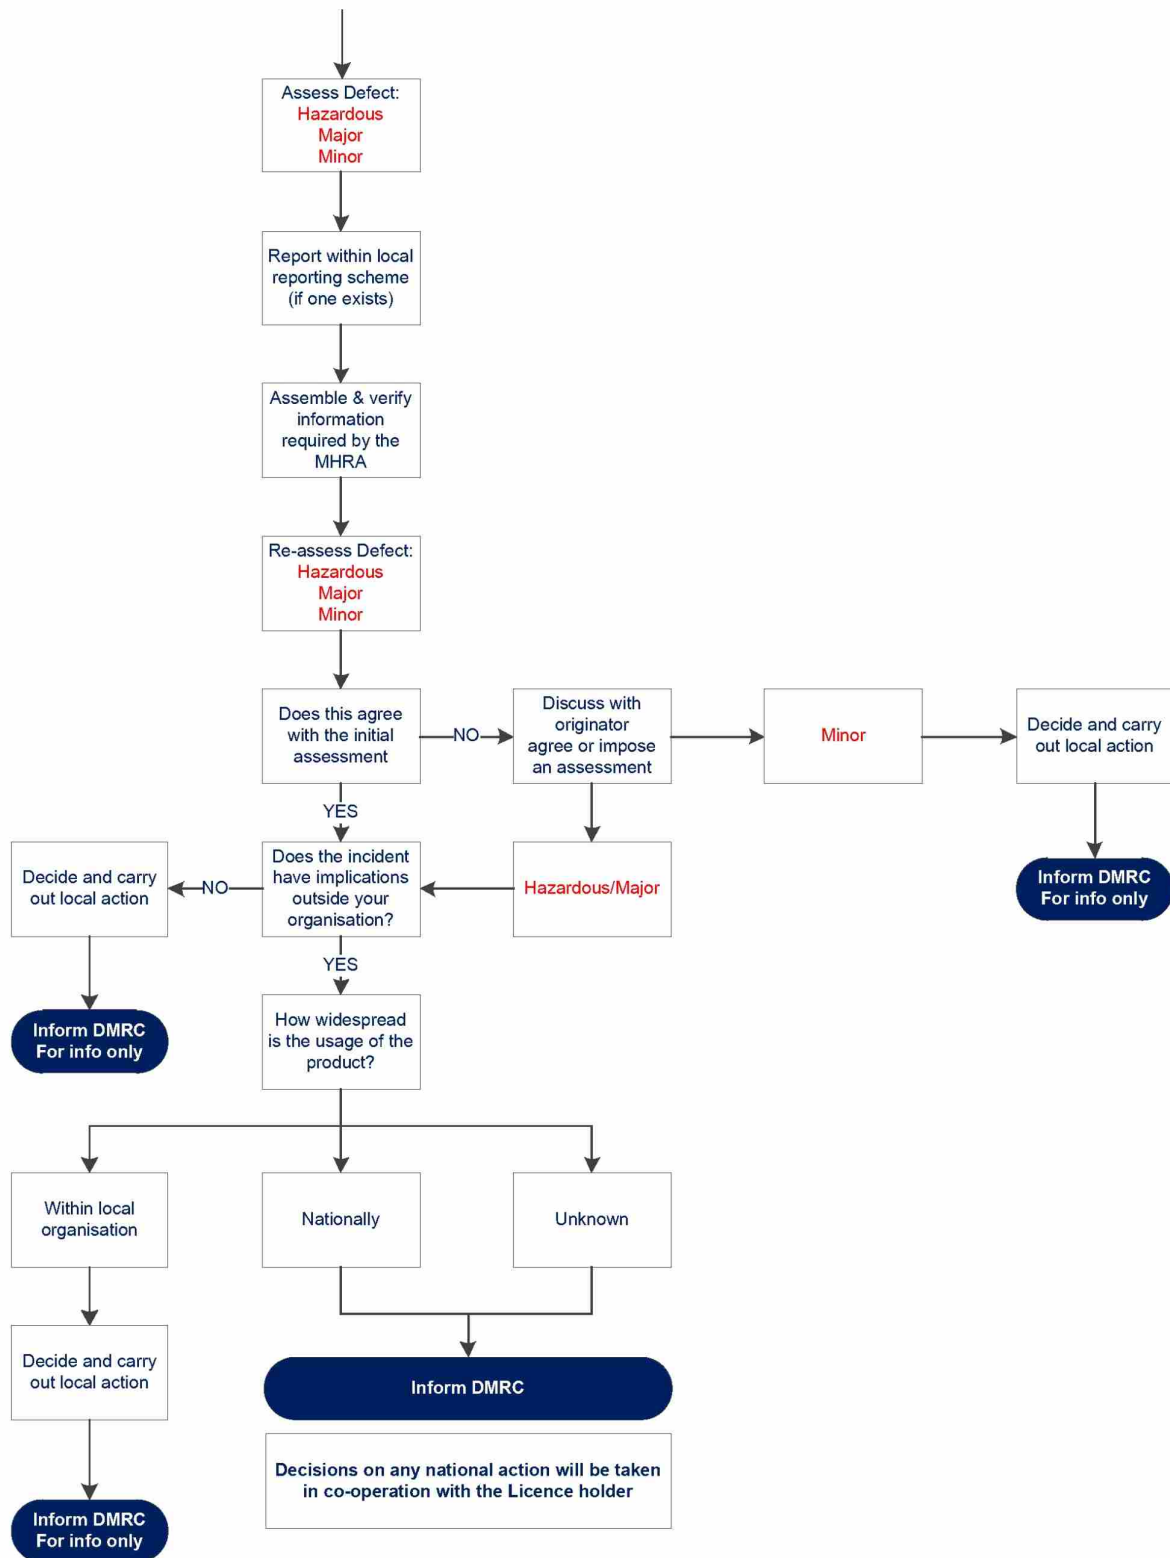 Assess Defect:
Hazardous
Major
Minor
Report within local
reporting scheme
(if one exists)
Assemble & verify
information
required by the
MHRA
Re-assess Defect:
Hazardous
Major
Minor
Does this agree
with the initial
assessment
NO
Discuss with
originator
agree or impose
an assessment
Minor
Decide and carry
out local action
YES
Decide and carry
out local action
NO
Does the incident
have implications
outside your
organisation?
Hazardous/Major
Inform DMRC
For info only
YES
Inform DMRC
For info only
How widespread
is the usage of the
product?
Within local
organisation
Nationally
Unknown
Decide and carry
out local action
Inform DMRC
Decisions on any national action will be taken
in co-operation with the Licence holder
Inform DMRC
For info only